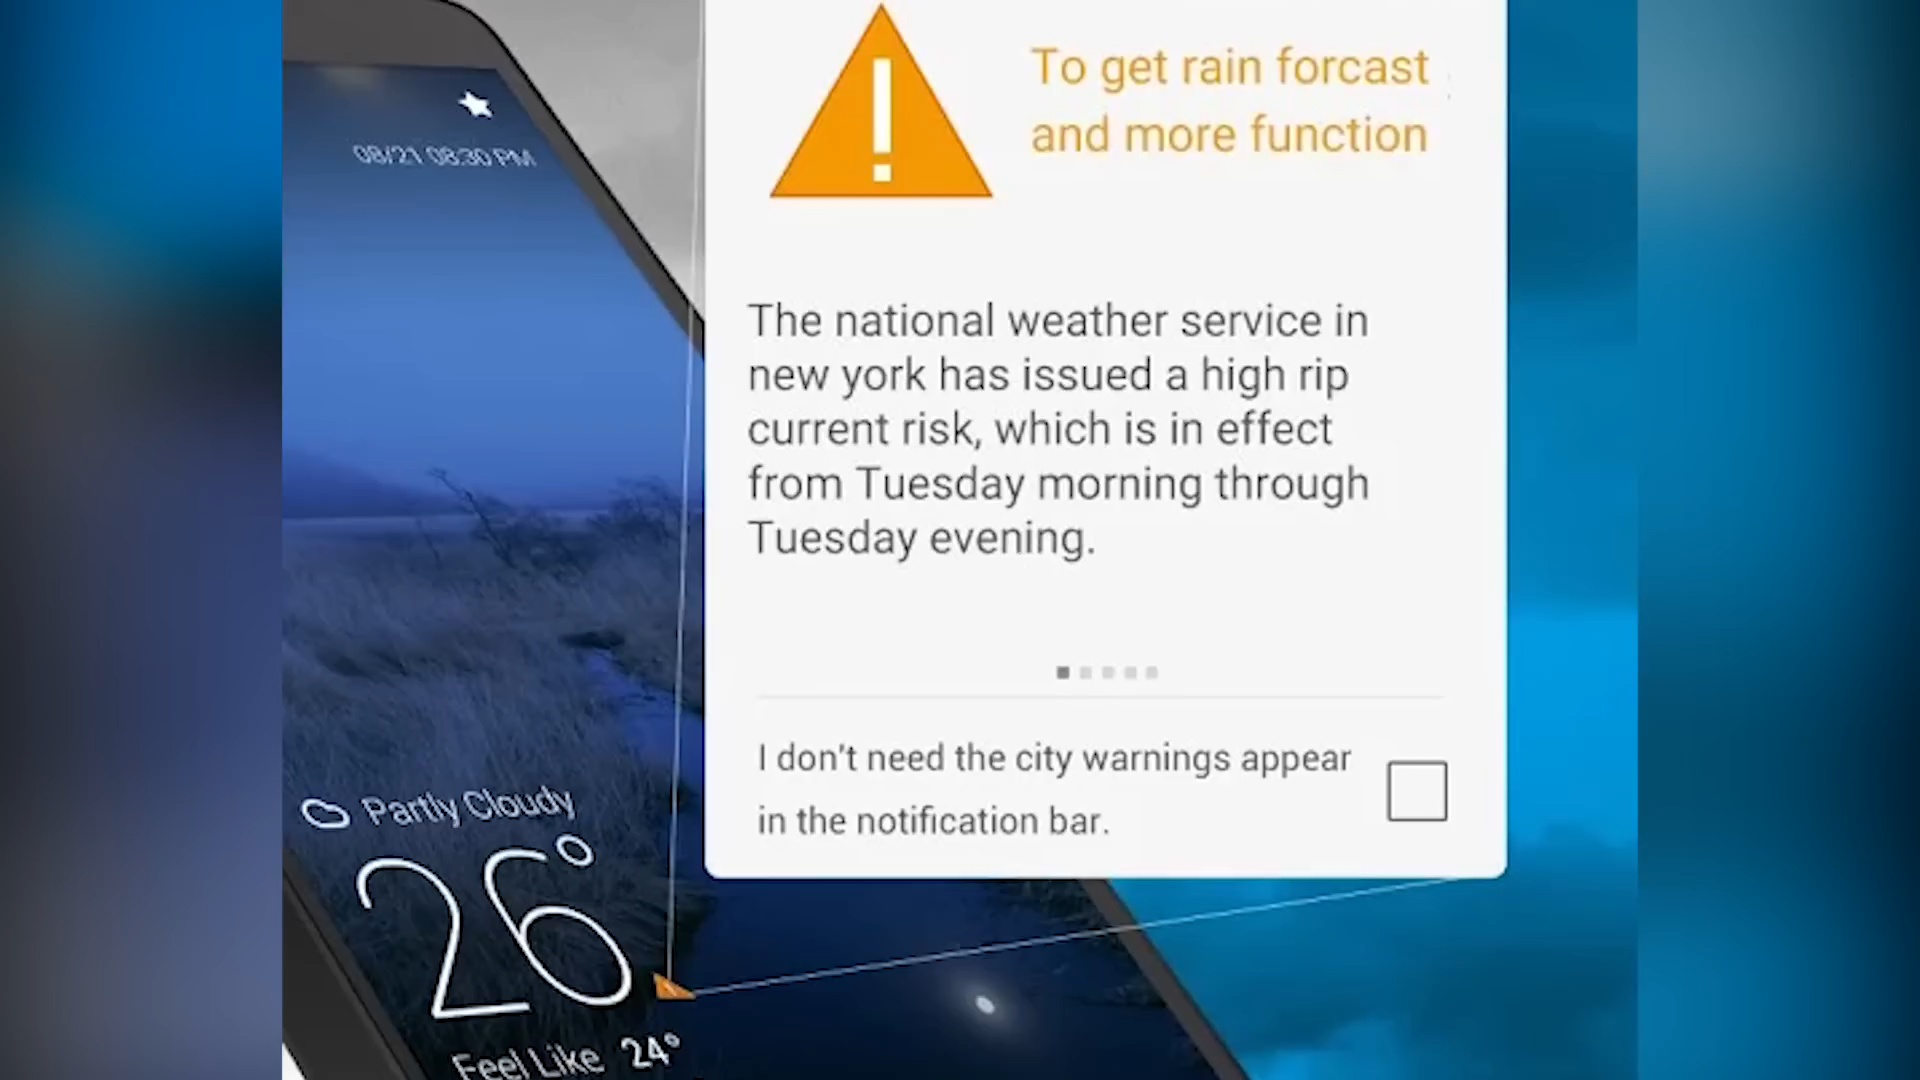 To get rain forcast
and more function
The national weather service in
new york has issued a high rip
current risk, which is in effect
from Tuesday morning through
Tuesday evening.
I don't need the city warnings appear
in the notification bar.
08/21 08:30 PM
Partly Cloudy
26°
Feel Like 24°